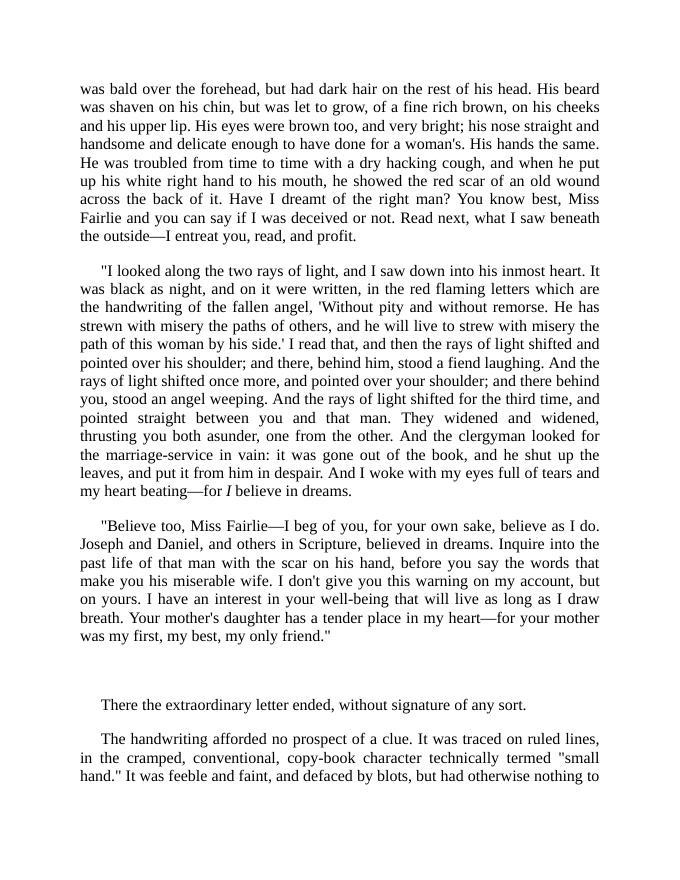 was bald over the forehead, but had dark hair on the rest of his head. His beard
was shaven on his chin, but was let to grow, of a fine rich brown, on his cheeks
and his upper lip. His eyes were brown too, and very bright; his nose straight and
handsome and delicate enough to have done for a woman's. His hands the same.
He was troubled from time to time with a dry hacking cough, and when he put
up his white right hand to his mouth, he showed the red scar of an old wound
across the back of it. Have I dreamt of the right man? You know best, Miss
Fairlie and you can say if I was deceived or not. Read next, what I saw beneath
the outside—I entreat you, read, and profit.
"I looked along the two rays of light, and I saw down into his inmost heart. It
was black as night, and on it were written, in the red flaming letters which are
the handwriting of the fallen angel, 'Without pity and without remorse. He has
strewn with misery the paths of others, and he will live to strew with misery the
path of this woman by his side.' I read that, and then the rays of light shifted and
pointed over his shoulder; and there, behind him, stood a fiend laughing. And the
rays of light shifted once more, and pointed over your shoulder; and there behind
you, stood an angel weeping. And the rays of light shifted for the third time, and
pointed straight between you and that man. They widened and widened,
thrusting you both asunder, one from the other. And the clergyman looked for
the marriage-service in vain: it was gone out of the book, and he shut up the
leaves, and put it from him in despair. And I woke with my eyes full of tears and
my heart beating—for I believe in dreams.
"Believe too, Miss Fairlie—I beg of you, for your own sake, believe as I do.
Joseph and Daniel, and others in Scripture, believed in dreams. Inquire into the
past life of that man with the scar on his hand, before you say the words that
make you his miserable wife. I don't give you this warning on my account, but
on yours. I have an interest in your well-being that will live as long as I draw
breath. Your mother's daughter has a tender place in my heart—for your mother
was my first, my best, my only friend."
There the extraordinary letter ended, without signature of any sort.
The handwriting afforded no prospect of a clue. It was traced on ruled lines,
in the cramped, conventional, copy-book character technically termed "small
hand." It was feeble and faint, and defaced by blots, but had otherwise nothing to